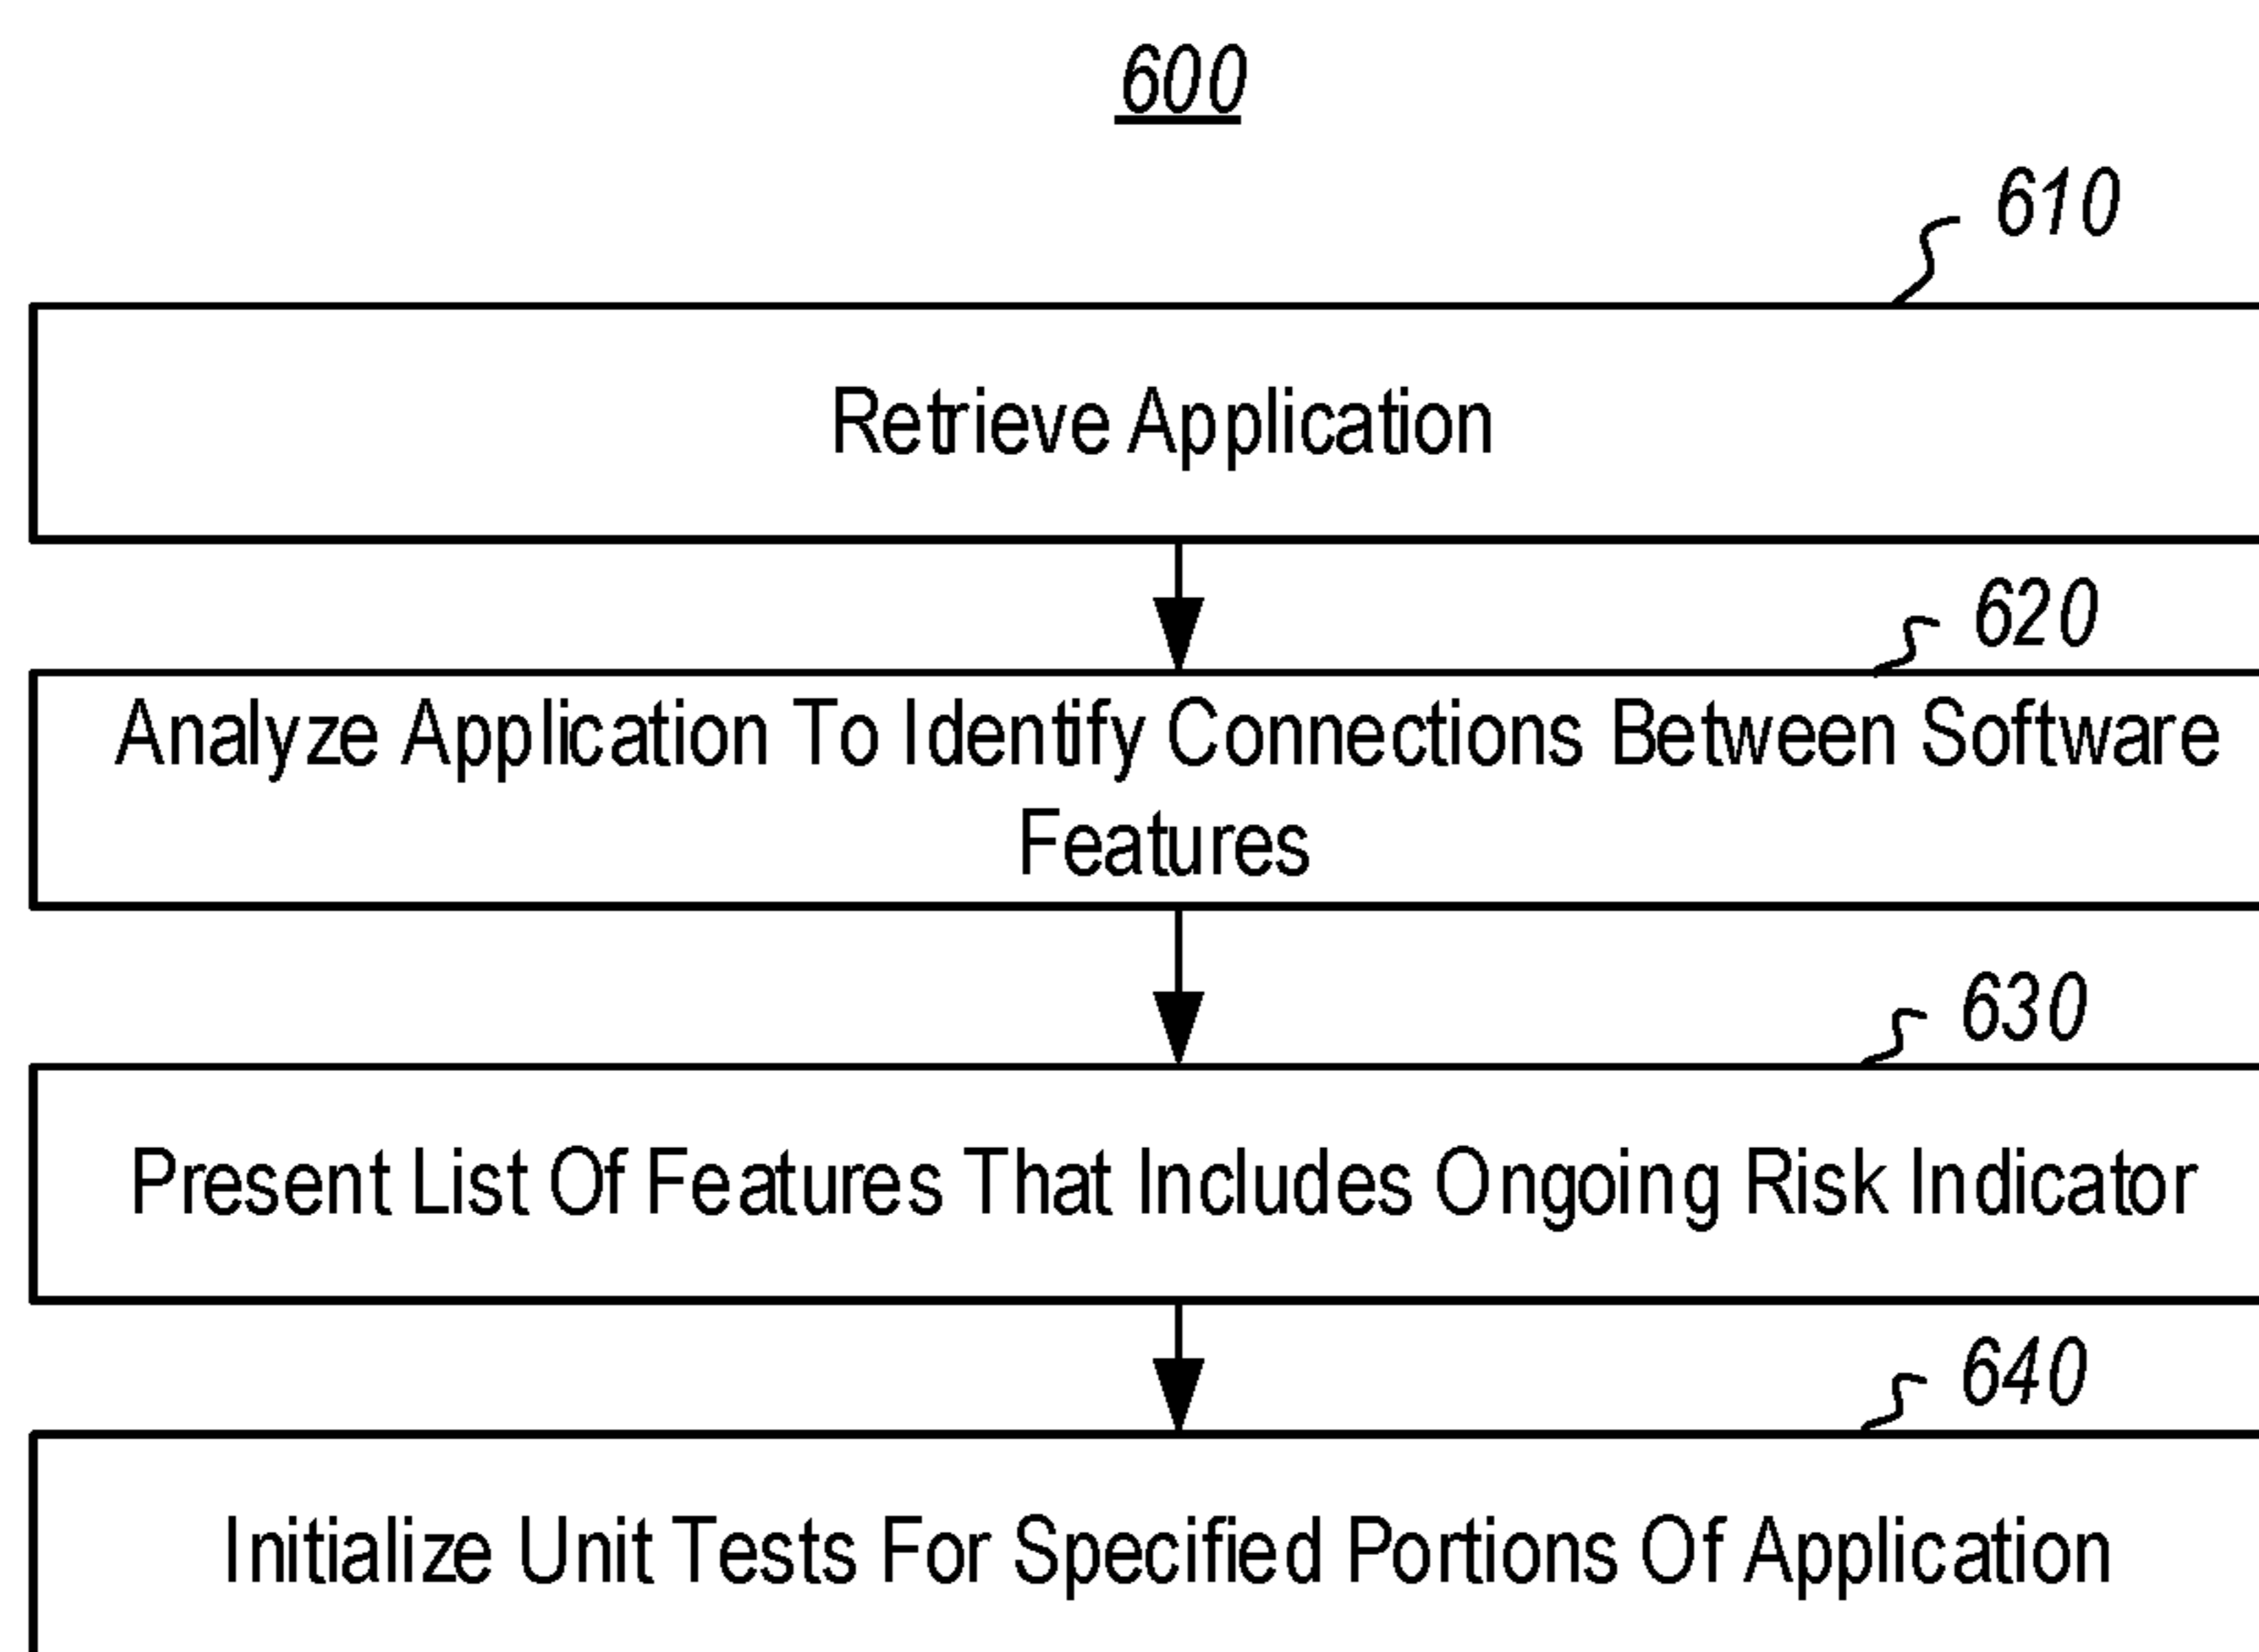 600
610
Retrieve Application
620
Analyze Application To Identify Connections Between Software
Features
630
Present List Of Features That Includes Ongoing Risk Indicator
640
Initialize Unit Tests For Specified Portions Of Application